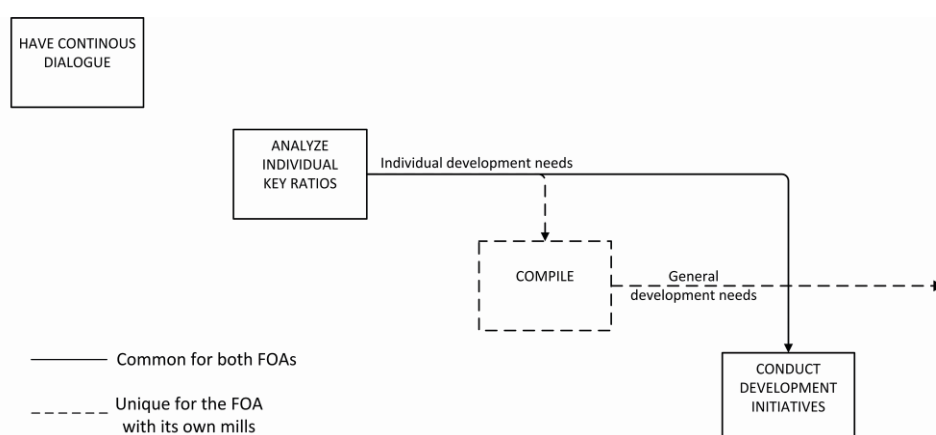 HAVE CONTINOUS
DIALOGUE
ANALYZE
INDIVIDUAL
KEY RATIOS
Individual development needs
COMPILE
General
development needs
Common for both FOAs
CONDUCT
DEVELOPMENT
INITIATIVES
Unique for the FOA
with its own mills